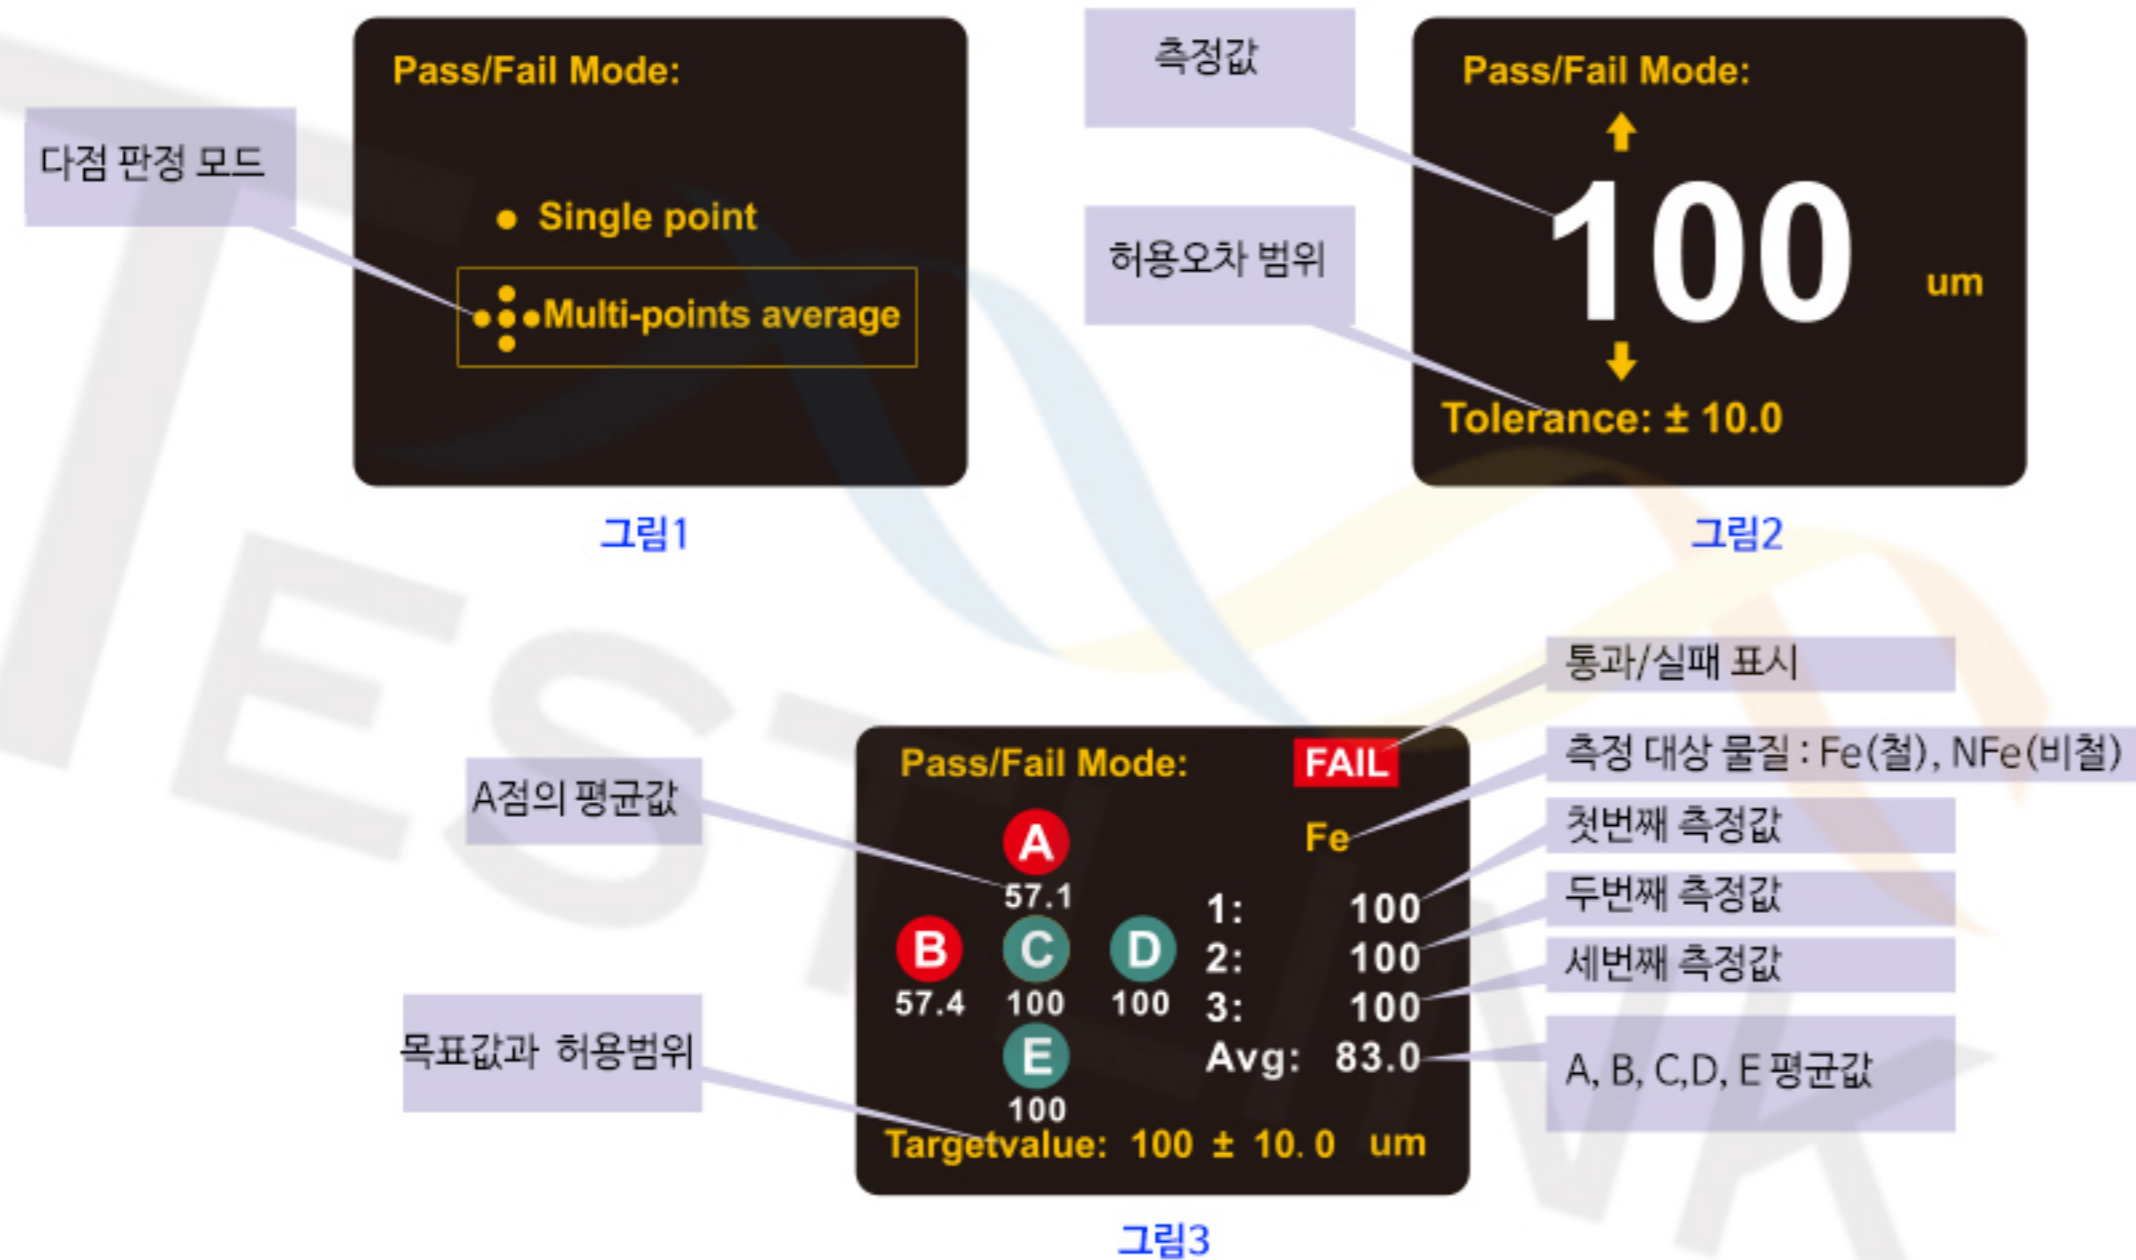 Pass/Fail Mode:
다점 판정 모드
Single point
Multi-points average
그림1
측정값
허용오차 범위
Pass/Fail Mode:
100
um
Tolerance: ± 10.0
그림2
A점의 평균값
목표값과 허용범위
Pass/Fail Mode:
FAIL
Fe
A
57.1
B
57.4
C
100
D
100
E
100
1: 100
2: 100
3: 100
Avg: 83.0
Targetvalue: 100 ± 10.0 um
통과/실패 표시
측정 대상 물질 : Fe(철), NFe(비철)
첫번째 측정값
두번째 측정값
세번째 측정값
A, B, C,D, E 평균값
그림3
TESTLINK